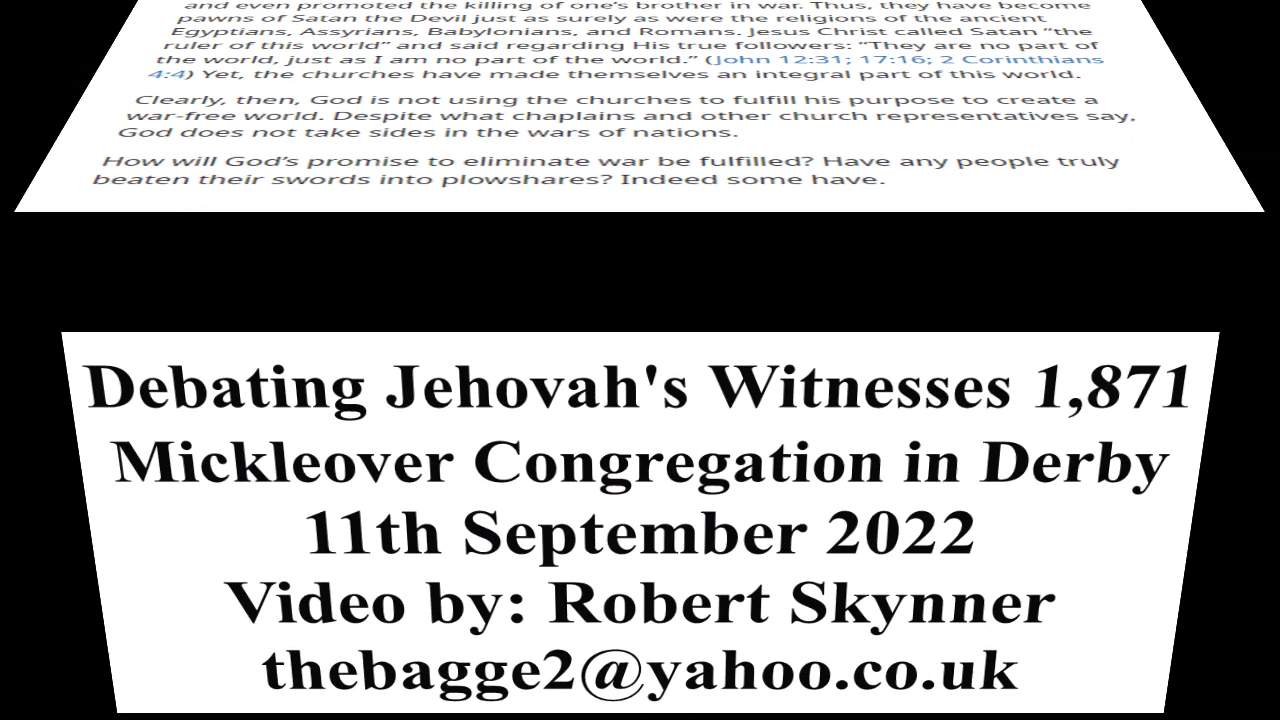 and even promoted the killing of one's brother in war. Thus, they have become
pawns of Satan the Devil just as surely as were the religions of the ancient
Egyptians, Assyrians, Babylonians, and Romans. Jesus Christ called Satan "the
ruler of this world" and said regarding His true followers: "They are no part of
the world, just as I am no part of the world." (John 12:31; 17:16; 2 Corinthians
4:4) Yet, the churches have made themselves an integral part of this world.
Clearly, then, God is not using the churches to fulfill his purpose to create a
war-free world. Despite what chaplains and other church representatives say,
God does not take sides in the wars of nations.
How will God's promise to eliminate war be fulfilled? Have any people truly
beaten their swords into plowshares? Indeed some have.
Debating Jehovah's Witnesses 1,871
Mickleover Congregation in Derby
11th September 2022
Video by: Robert Skynner
thebagge2@yahoo.co.uk